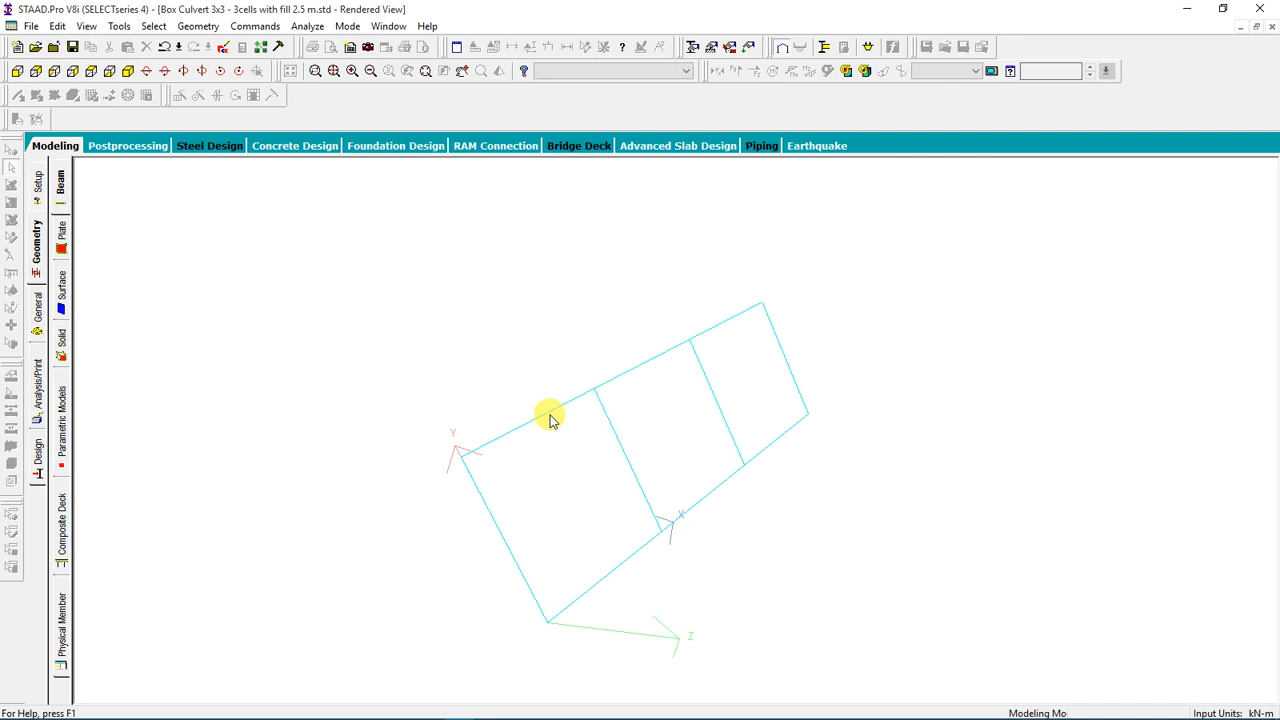 STAAD.Pro V8i (SELECTseries 4) - [Box Culvert 3x3 - 3cells with fill 2.5 m.std - Rendered View]
File Edit View Tools Select Geometry Commands Analyze Mode Window Help
Modeling Postprocessing Steel Design Concrete Design Foundation Design RAM Connection Bridge Deck Advanced Slab Design Piping Earthquake
Setup
Geometry
General
Analysis/Print
Design
Beam
Plate
Surface
Solid
Parametric Models
Composite Deck
Physical Member
Y
X
Z
For Help, press F1
Modeling Mo
Input Units: kN-m